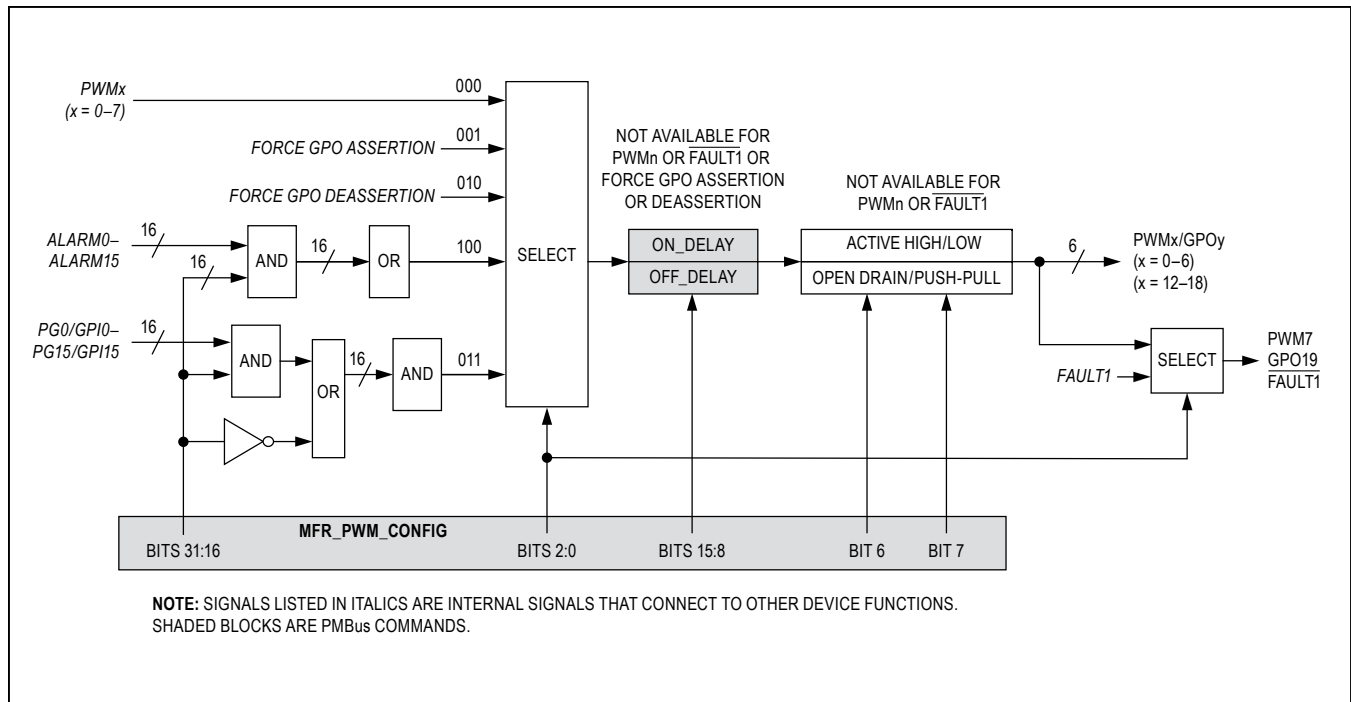 PWMx
(x = 0–7)
000
FORCE GPO ASSERTION
001
FORCE GPO DEASSERTION
010
ALARM0–
ALARM15
16
16
AND
16
OR
100
PG0/GPI0–
PG15/GPI15
16
AND
OR
16
AND
011
SELECT
NOT AVAILABLE FOR
PWMn OR FAULT1 OR
FORCE GPO ASSERTION
OR DEASSERTION
ON_DELAY
OFF_DELAY
NOT AVAILABLE FOR
PWMn OR FAULT1
ACTIVE HIGH/LOW
OPEN DRAIN/PUSH-PULL
6
PWMx/GPOy
(x = 0–6)
(x = 12–18)
FAULT1
SELECT
PWM7
GPO19
FAULT1
MFR_PWM_CONFIG
BITS 31:16
BITS 2:0
BITS 15:8
BIT 6
BIT 7
NOTE: SIGNALS LISTED IN ITALICS ARE INTERNAL SIGNALS THAT CONNECT TO OTHER DEVICE FUNCTIONS.
SHADED BLOCKS ARE PMBus COMMANDS.